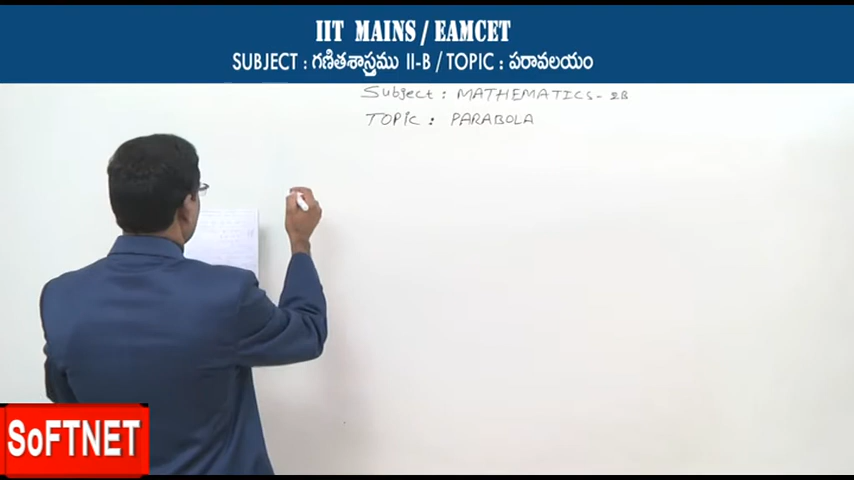 IIT MAINS / EAMCET
SUBJECT : గణితశాస్త్రము II-B / TOPIC : పరావలయం
Subject : MATHEMATICS - 2B
TOPIC : PARABOLA
SoFTNET